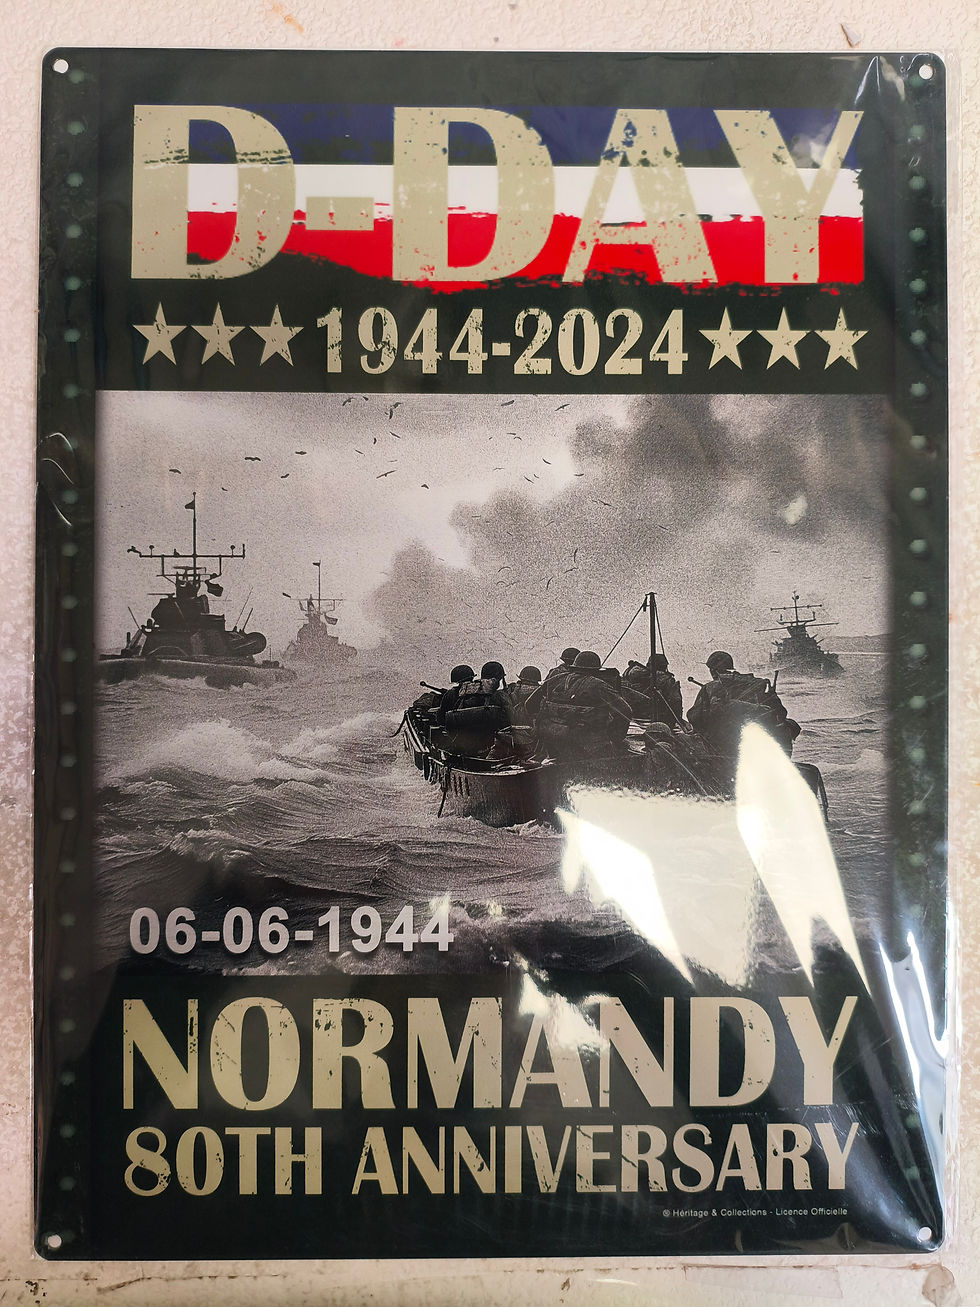 D-DAY
1944-2024
06-06-1944
NORMANDY
80TH ANNIVERSARY
® Héritage & Collections - Licence Officielle